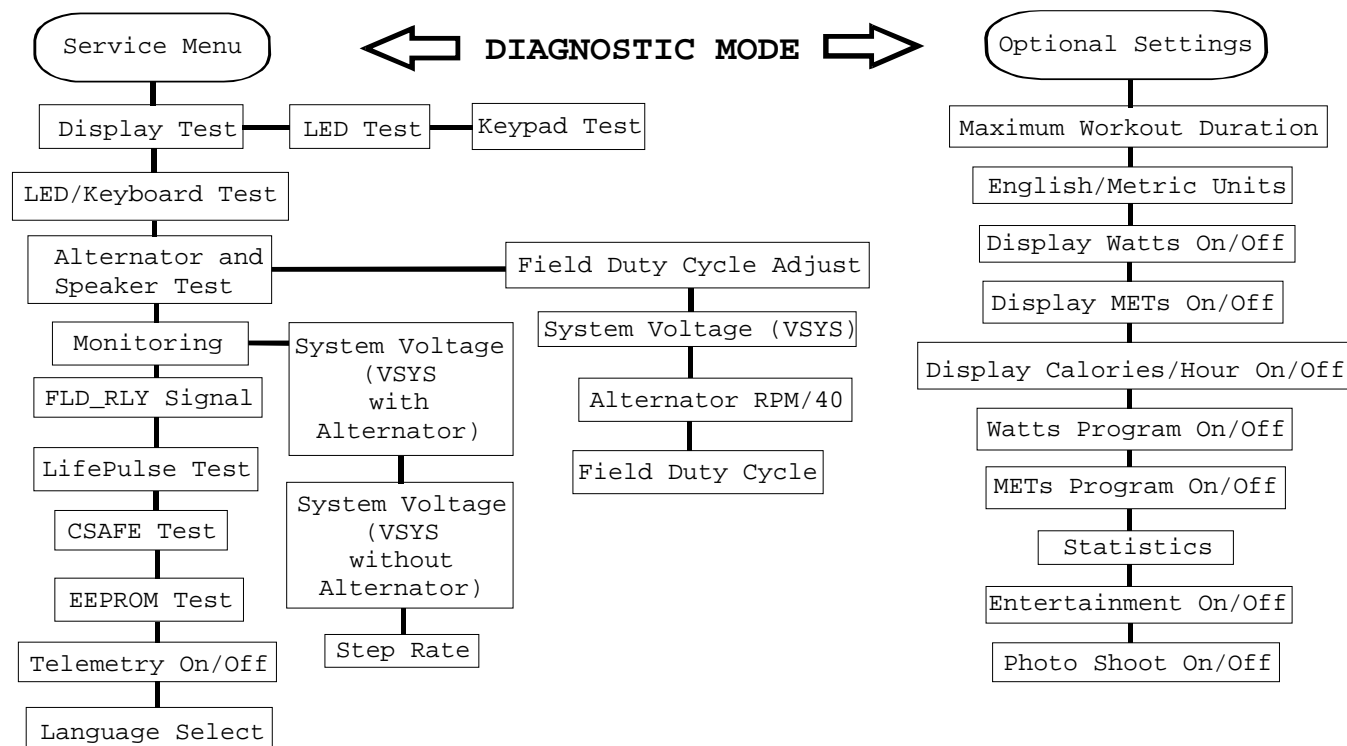 DIAGNOSTIC MODE
Service Menu
Display Test
LED Test
Keypad Test
LED/Keyboard Test
Alternator and
Speaker Test
Field Duty Cycle Adjust
System Voltage (VSYS)
Alternator RPM/40
Field Duty Cycle
Monitoring
System Voltage
(VSYS
with
Alternator)
System Voltage
(VSYS
without
Alternator)
Step Rate
FLD_RLY Signal
LifePulse Test
CSAFE Test
EEPROM Test
Telemetry On/Off
Language Select
Optional Settings
Maximum Workout Duration
English/Metric Units
Display Watts On/Off
Display METs On/Off
Display Calories/Hour On/Off
Watts Program On/Off
METs Program On/Off
Statistics
Entertainment On/Off
Photo Shoot On/Off